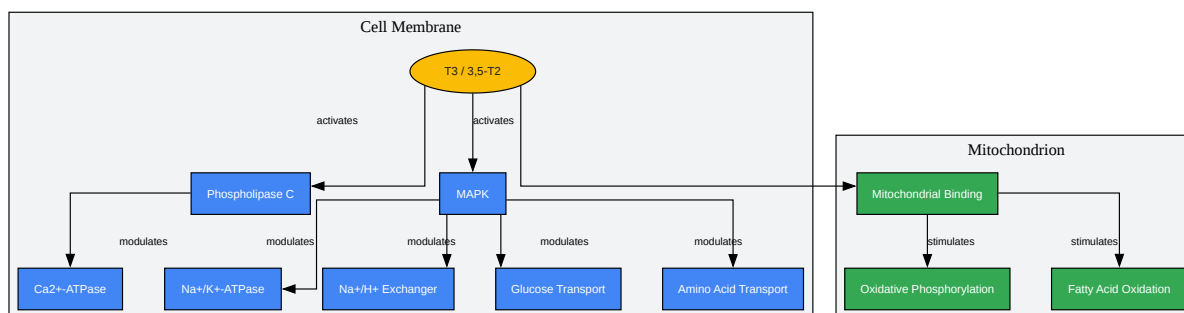 Cell Membrane
T3 / 3,5-T2
activates
activates
Mitochondrion
Phospholipase C
MAPK
Mitochondrial Binding
modulates
modulates
modulates
modulates
modulates
stimulates
stimulates
Ca2+-ATPase
Na+/K+-ATPase
Na+/H+ Exchanger
Glucose Transport
Amino Acid Transport
Oxidative Phosphorylation
Fatty Acid Oxidation